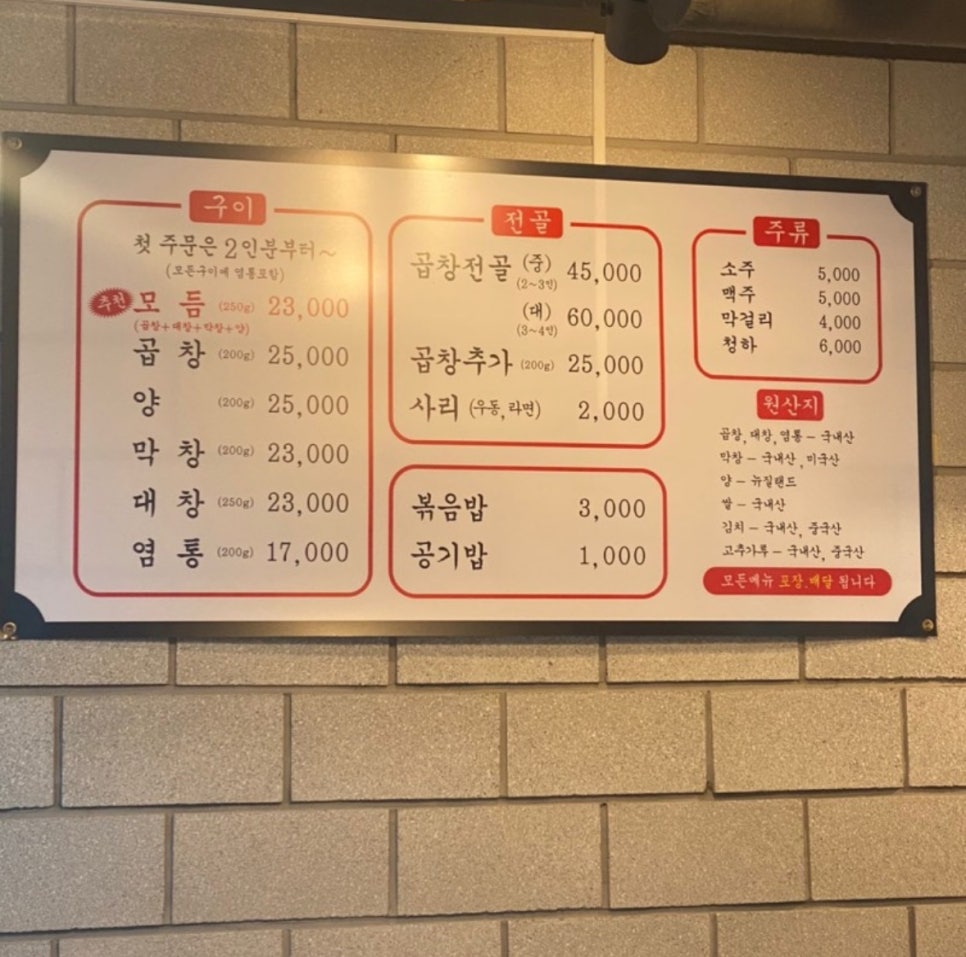 구이
첫 주문은 2인분부터~
(모든구이에 염통포함)
추천 모듬 (250g) 23,000
(곱창+대창+막창+양)
곱창 (200g) 25,000
양 (200g) 25,000
막창 (200g) 23,000
대창 (250g) 23,000
염통 (200g) 17,000
전골
곱창전골 (중) 45,000
(2~3인)
(대) 60,000
(3~4인)
곱창추가 (200g) 25,000
사리 (우동, 라면) 2,000
볶음밥 3,000
공기밥 1,000
주류
소주 5,000
맥주 5,000
막걸리 4,000
청하 6,000
원산지
곱창, 대창, 염통 – 국내산
막창 – 국내산, 미국산
양 – 뉴질랜드
쌀 – 국내산
김치 – 국내산, 중국산
고추가루 – 국내산, 중국산
모든메뉴 포장.배달 됩니다